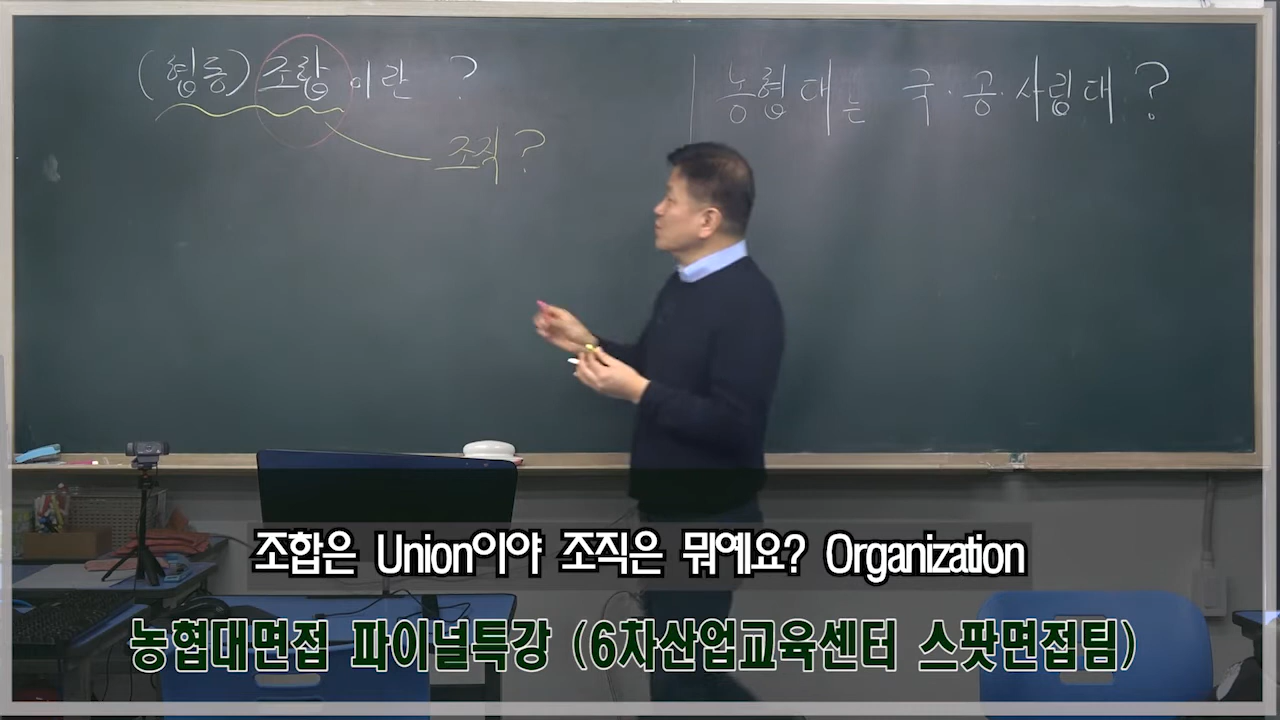 (협동) 조합이란 ?
조직 ?
농협대는 국·공·사립대 ?
조합은 Union이야 조직은 뭐예요? Organization
농협대면접 파이널특강 (6차산업교육센터 스팟면접팀)